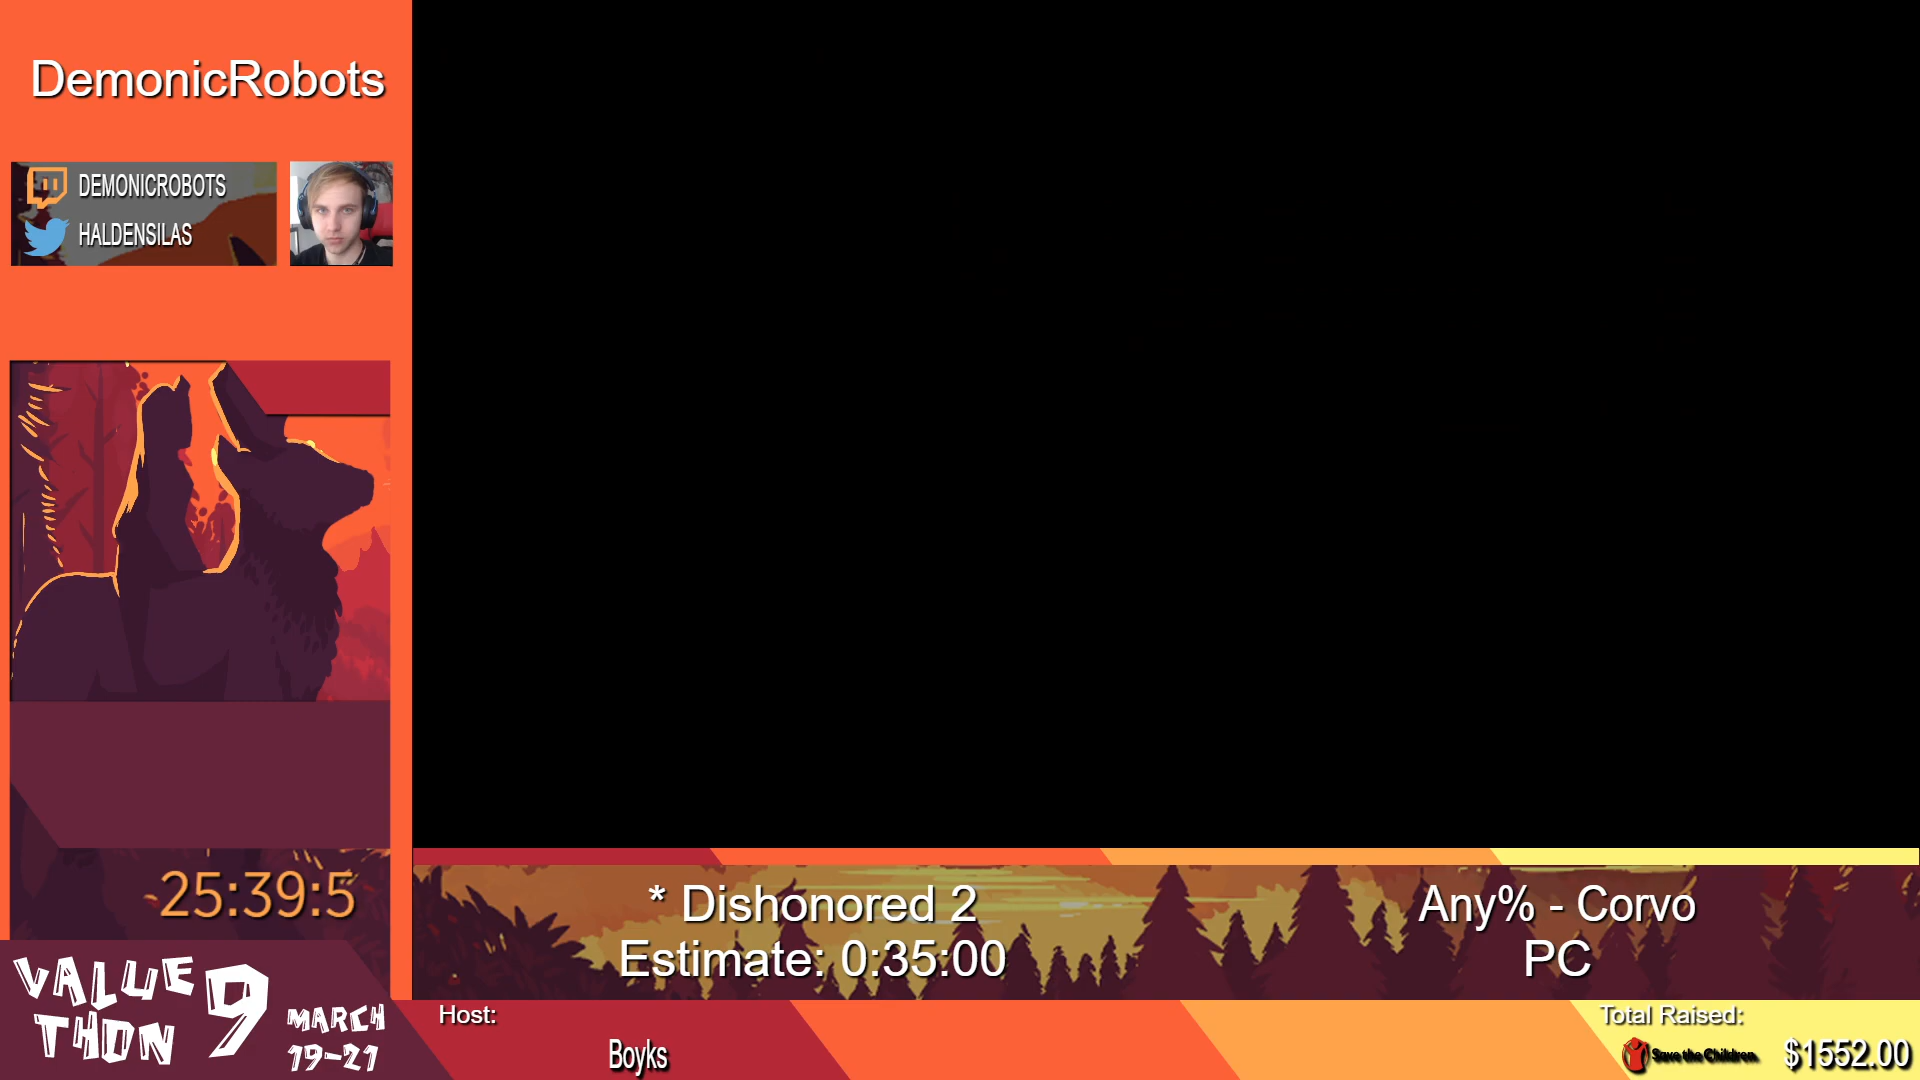 DemonicRobots
DEMONICROBOTS
HALDENSILAS
-25:39:5
VALUE
THON 9
MARCH
19-21
* Dishonored 2
Estimate: 0:35:00
Any% - Corvo
PC
Host:
Boyks
Total Raised:
Save the Children.
$1552.00